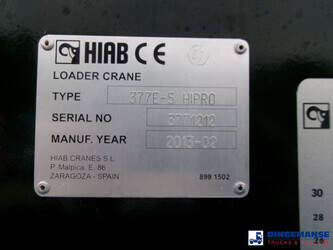 HIAB CE
LOADER CRANE
TYPE 377E-5 HIPRO
SERIAL NO 3771212
MANUF. YEAR 2013-02
HIAB CRANES S L
P. Malpica, E, 86
ZARAGOZA - SPAIN 899 1502
30
28
DINGEMANSE
TRUCKS & TRAILERS